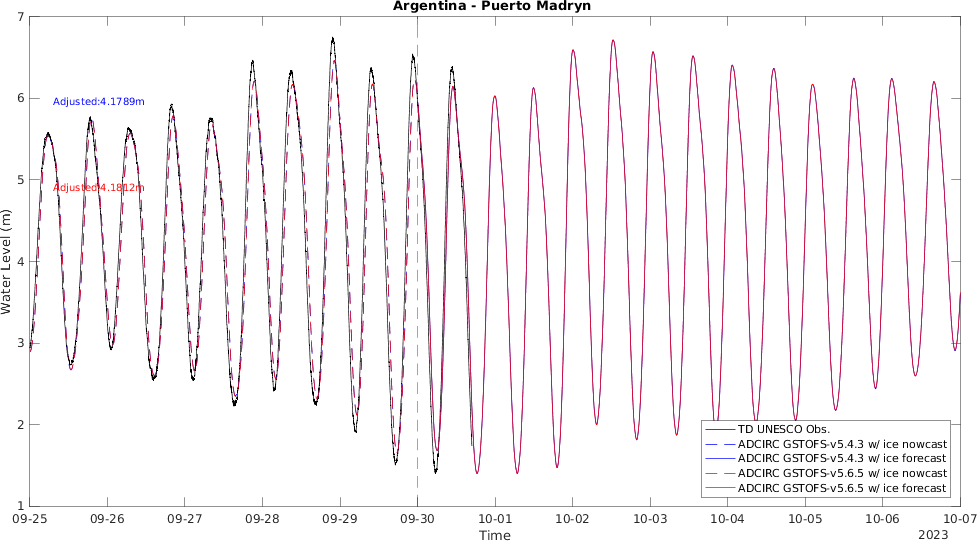 Argentina - Puerto Madryn
7
6
5
4
3
2
1
Water Level (m)
Adjusted:4.1789m
Adjusted:4.1812m
TD UNESCO Obs.
ADCIRC GSTOFS-v5.4.3 w/ ice nowcast
ADCIRC GSTOFS-v5.4.3 w/ ice forecast
ADCIRC GSTOFS-v5.6.5 w/ ice nowcast
ADCIRC GSTOFS-v5.6.5 w/ ice forecast
09-25 09-26 09-27 09-28 09-29 09-30 10-01 10-02 10-03 10-04 10-05 10-06 10-07
Time
2023